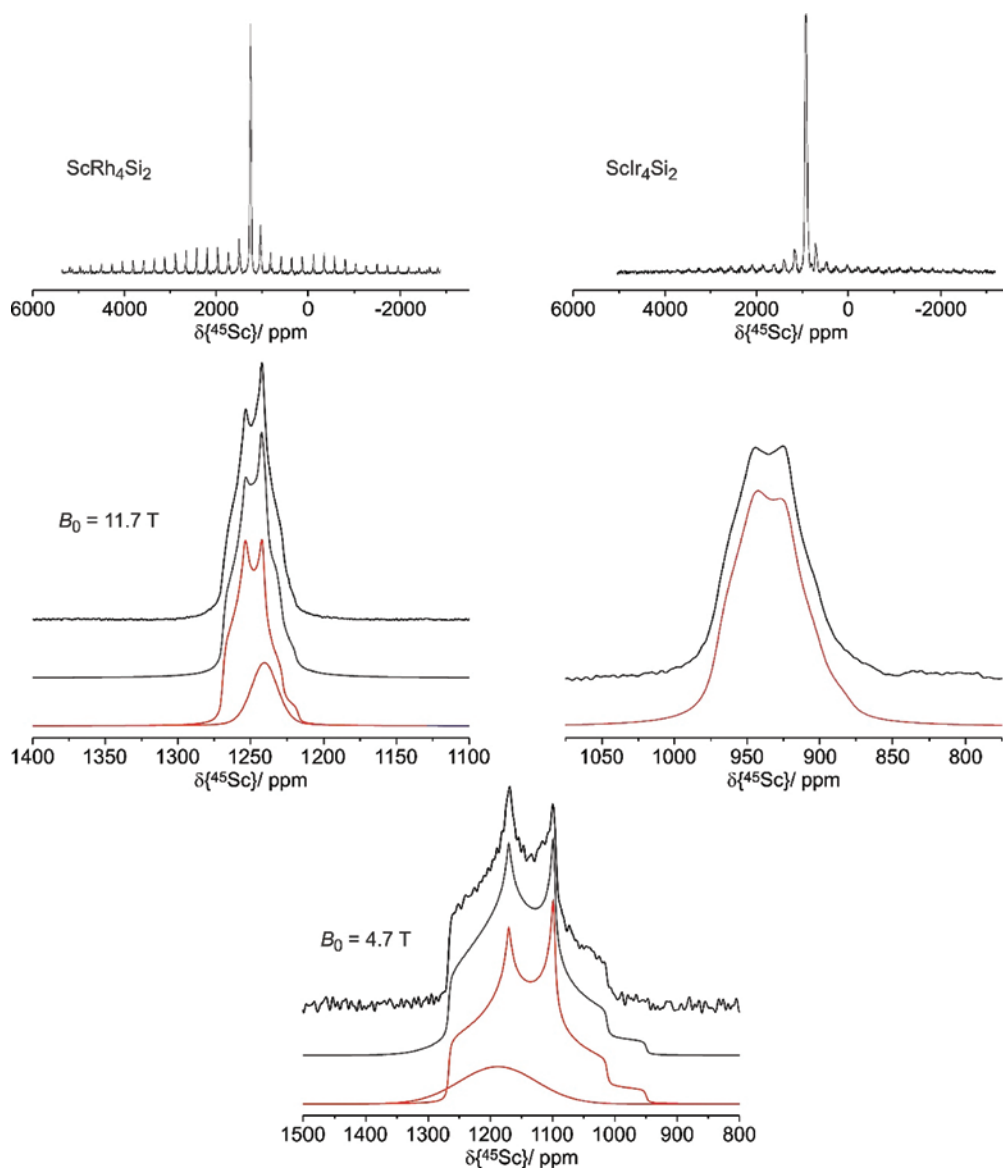 ScRh₄Si₂
6000 4000 2000 0 -2000
δ{⁴⁵Sc}/ ppm
ScIr₄Si₂
6000 4000 2000 0 -2000
δ{⁴⁵Sc}/ ppm
B₀ = 11.7 T
1400 1350 1300 1250 1200 1150 1100
δ{⁴⁵Sc}/ ppm
1050 1000 950 900 850 800
δ{⁴⁵Sc}/ ppm
B₀ = 4.7 T
1500 1400 1300 1200 1100 1000 900 800
δ{⁴⁵Sc}/ ppm